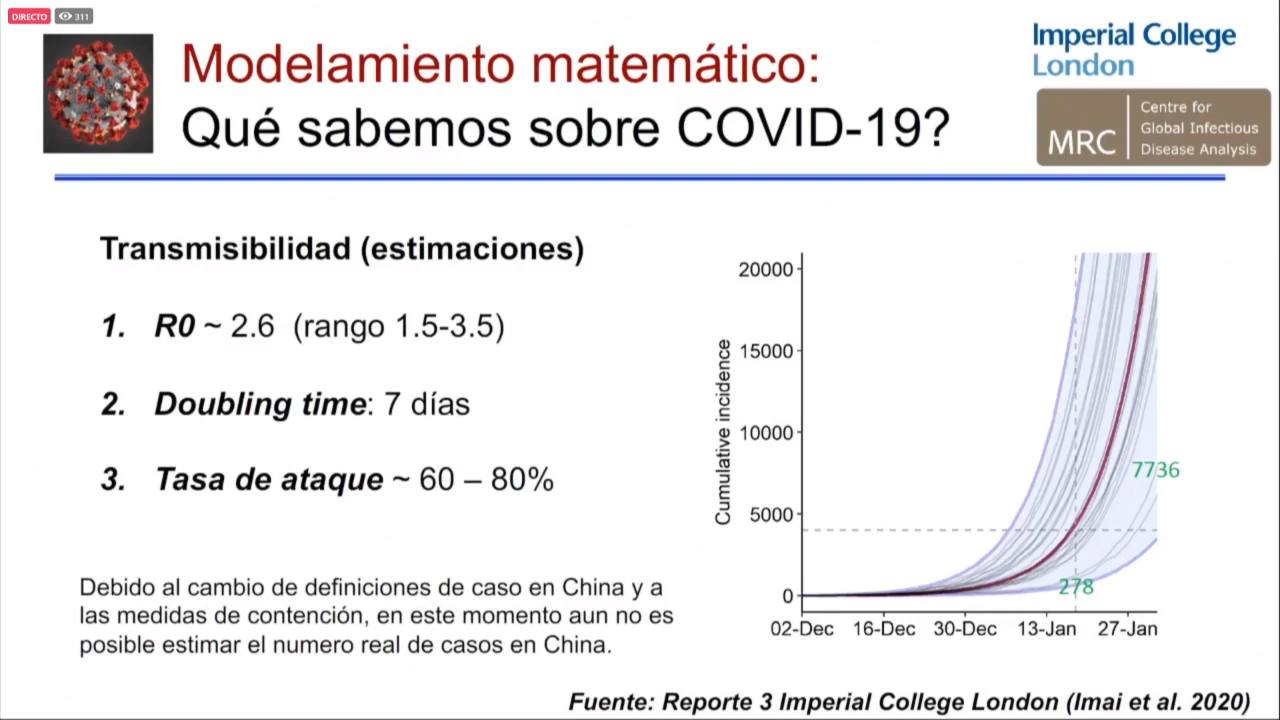 DIRECTO 311
Modelamiento matemático:
Qué sabemos sobre COVID-19?
Imperial College
London
MRC
Centre for
Global Infectious
Disease Analysis
Transmisibilidad (estimaciones)
1. R0 ~ 2.6 (rango 1.5-3.5)
2. Doubling time: 7 días
3. Tasa de ataque ~ 60 – 80%
Debido al cambio de definiciones de caso en China y a
las medidas de contención, en este momento aun no es
posible estimar el numero real de casos en China.
Cumulative incidence
20000
15000
10000
5000
0
7736
278
02-Dec 16-Dec 30-Dec 13-Jan 27-Jan
Fuente: Reporte 3 Imperial College London (Imai et al. 2020)